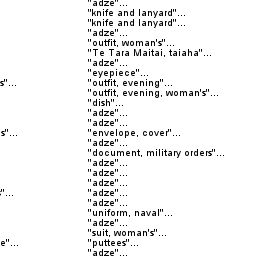 "adze"...
"knife and lanyard"...
"knife and lanyard"...
"adze"...
"outfit, woman's"...
"Te Tara Maitai, taiaha"...
"adze"...
"eyepiece"...
s"... "outfit, evening"...
"outfit, evening, woman's"...
"dish"...
"adze"...
"adze"...
s"... "envelope, cover"...
"adze"...
"document, military orders"...
"adze"...
"adze"...
"adze"...
"... "adze"...
"adze"...
"uniform, naval"...
"adze"...
"suit, woman's"...
e"... "puttees"...
"adze"...